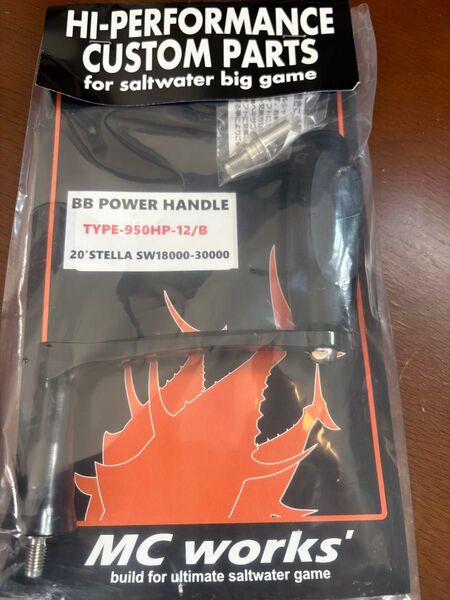 HI-PERFORMANCE
CUSTOM PARTS
for saltwater big game
BB POWER HANDLE
TYPE-950HP-12/B
20'STELLA SW18000-30000
MC works'
build for ultimate saltwater game